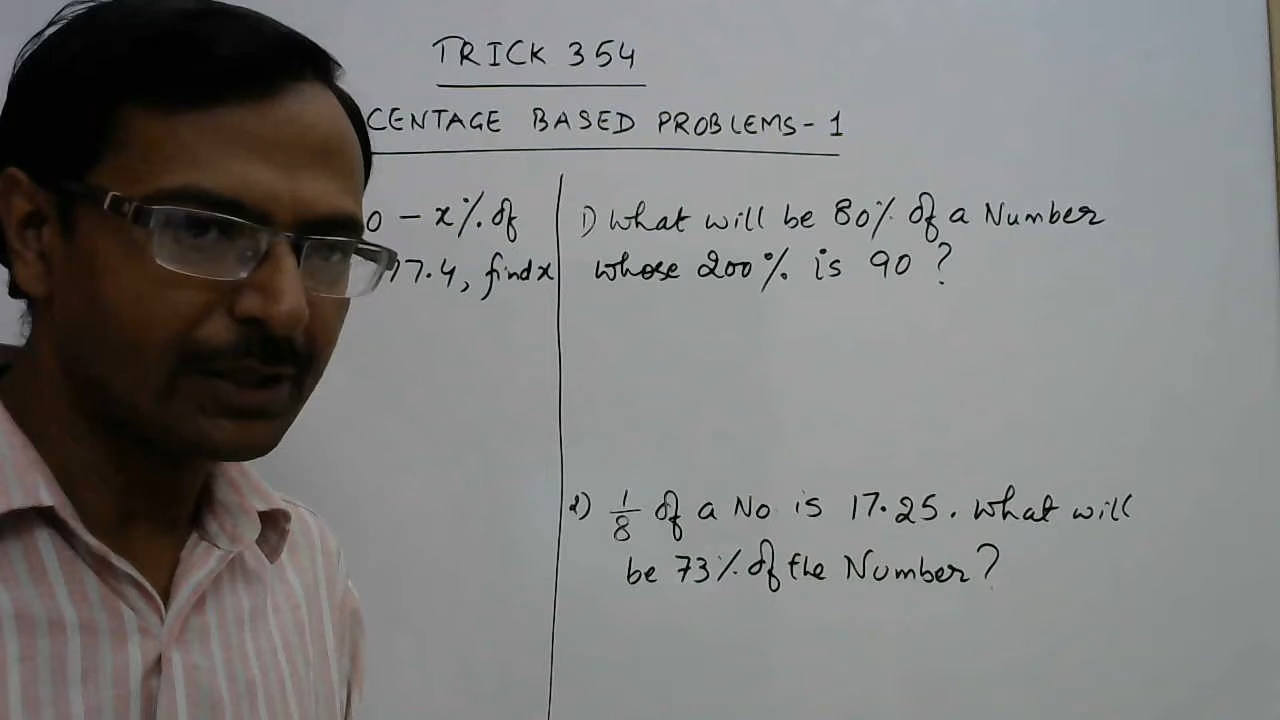 TRICK 354
CENTAGE BASED PROBLEMS - 1
0 - x% of
17.4, find x
1) What will be 80% of a Number
whose 200% is 90 ?
2) 1/8 of a No is 17.25. What will
be 73% of the Number?